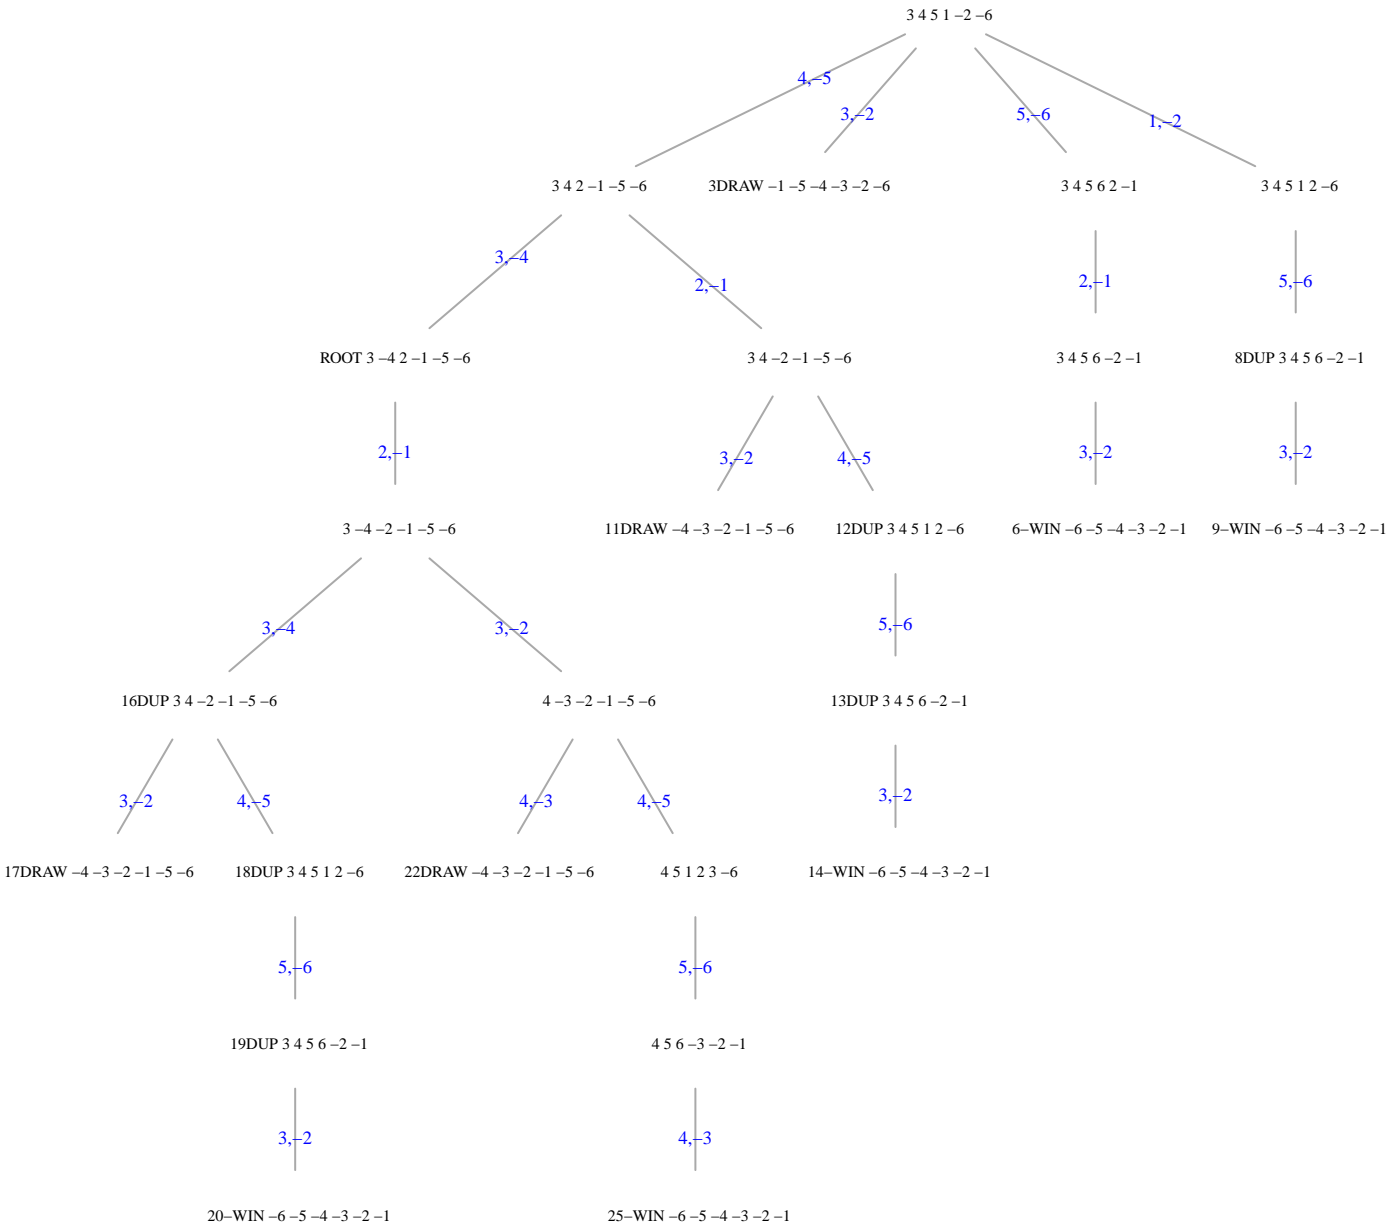 3 4 5 1 –2 –6
4,–5
3,–2
5,–6
1,–2
3 4 2 –1 –5 –6
3DRAW –1 –5 –4 –3 –2 –6
3 4 5 6 2 –1
3 4 5 1 2 –6
3,–4
2,–1
2,–1
5,–6
ROOT 3 –4 2 –1 –5 –6
3 4 –2 –1 –5 –6
3 4 5 6 –2 –1
8DUP 3 4 5 6 –2 –1
2,–1
3,–2
4,–5
3,–2
3,–2
3 –4 –2 –1 –5 –6
11DRAW –4 –3 –2 –1 –5 –6
12DUP 3 4 5 1 2 –6
6–WIN –6 –5 –4 –3 –2 –1
9–WIN –6 –5 –4 –3 –2 –1
3,–4
3,–2
5,–6
16DUP 3 4 –2 –1 –5 –6
4 –3 –2 –1 –5 –6
13DUP 3 4 5 6 –2 –1
3,–2
4,–5
4,–3
4,–5
3,–2
17DRAW –4 –3 –2 –1 –5 –6
18DUP 3 4 5 1 2 –6
22DRAW –4 –3 –2 –1 –5 –6
4 5 1 2 3 –6
14–WIN –6 –5 –4 –3 –2 –1
5,–6
5,–6
19DUP 3 4 5 6 –2 –1
4 5 6 –3 –2 –1
3,–2
4,–3
20–WIN –6 –5 –4 –3 –2 –1
25–WIN –6 –5 –4 –3 –2 –1